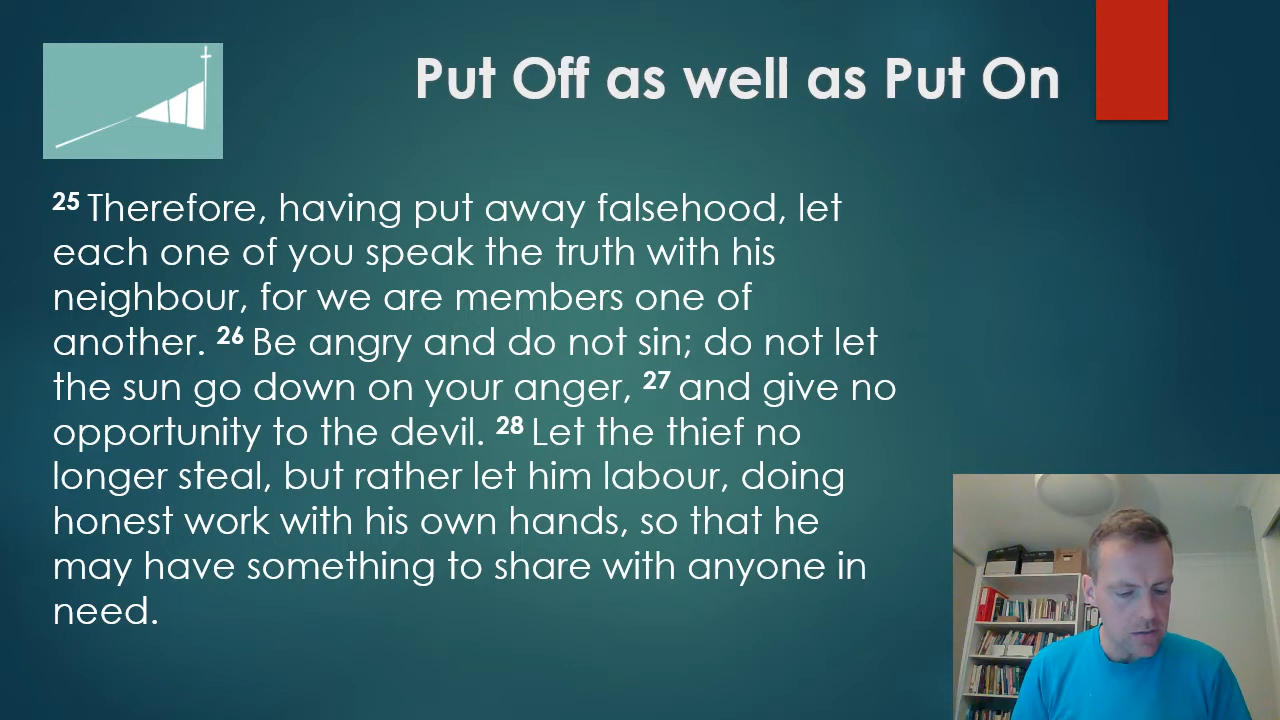 Put Off as well as Put On
25 Therefore, having put away falsehood, let
each one of you speak the truth with his
neighbour, for we are members one of
another. 26 Be angry and do not sin; do not let
the sun go down on your anger, 27 and give no
opportunity to the devil. 28 Let the thief no
longer steal, but rather let him labour, doing
honest work with his own hands, so that he
may have something to share with anyone in
need.